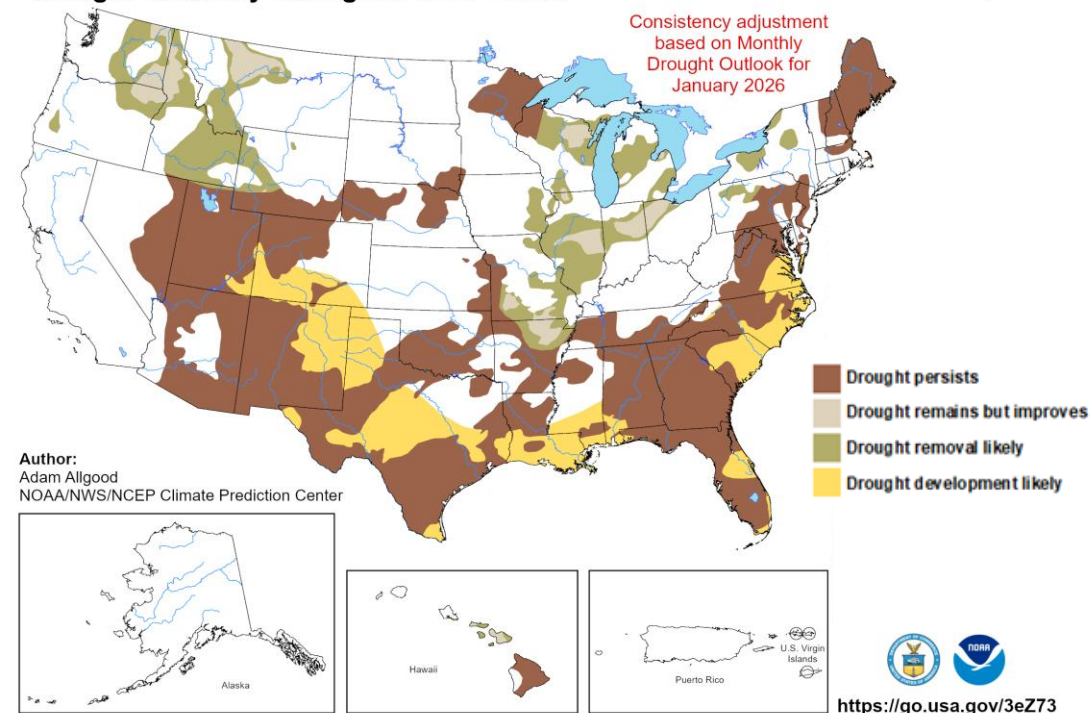 Consistency adjustment
based on Monthly
Drought Outlook for
January 2026
Drought persists
Drought remains but improves
Drought removal likely
Drought development likely
Author:
Adam Allgood
NOAA/NWS/NCEP Climate Prediction Center
Alaska
Hawaii
Puerto Rico
U.S. Virgin
Islands
NOAA
https://go.usa.gov/3eZ73